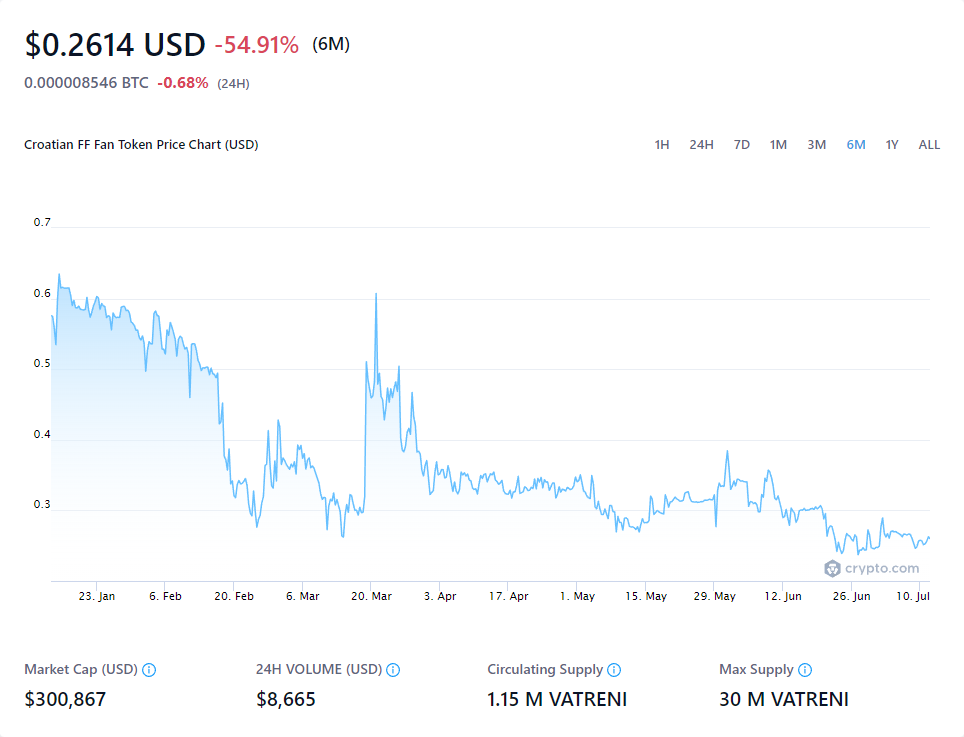 $0.2614 USD -54.91% (6M)
0.000008546 BTC -0.68% (24H)
Croatian FF Fan Token Price Chart (USD)
1H 24H 7D 1M 3M 6M 1Y ALL
0.7
0.6
0.5
0.4
0.3
crypto.com
23. Jan 6. Feb 20. Feb 6. Mar 20. Mar 3. Apr 17. Apr 1. May 15. May 29. May 12. Jun 26. Jun 10. Jul
Market Cap (USD) 24H VOLUME (USD) Circulating Supply Max Supply
$300,867 $8,665 1.15 M VATRENI 30 M VATRENI